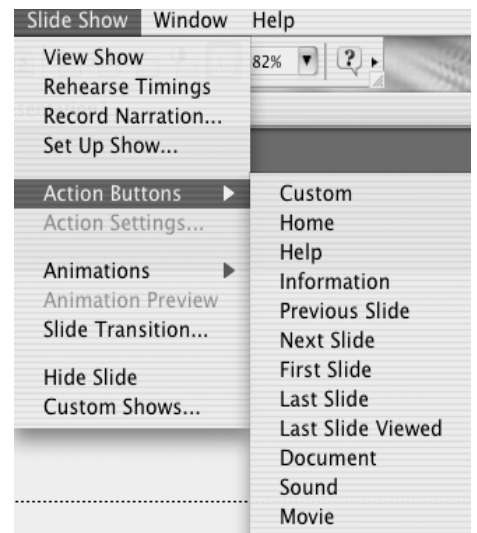 Slide Show Window Help
View Show
82%
Rehearse Timings
Record Narration...
Set Up Show...
Action Buttons
Action Settings...
Animations
Animation Preview
Slide Transition...
Hide Slide
Custom Shows...
Custom
Home
Help
Information
Previous Slide
Next Slide
First Slide
Last Slide
Last Slide Viewed
Document
Sound
Movie